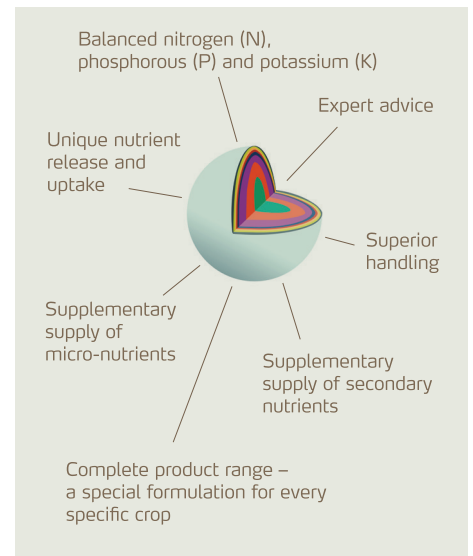 Balanced nitrogen (N),
phosphorous (P) and potassium (K)
Expert advice
Unique nutrient
release and
uptake
Superior
handling
Supplementary
supply of
micro-nutrients
Supplementary
supply of secondary
nutrients
Complete product range –
a special formulation for every
specific crop